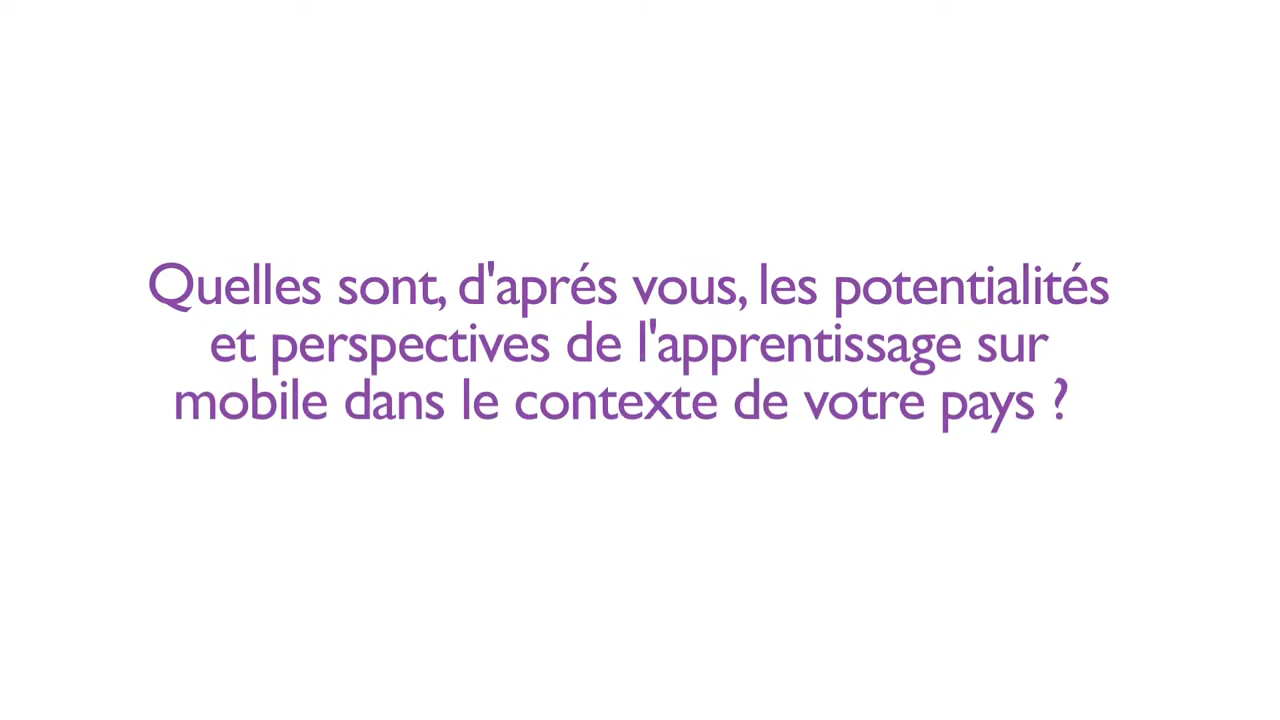 Quelles sont, d'aprés vous, les potentialités
et perspectives de l'apprentissage sur
mobile dans le contexte de votre pays ?